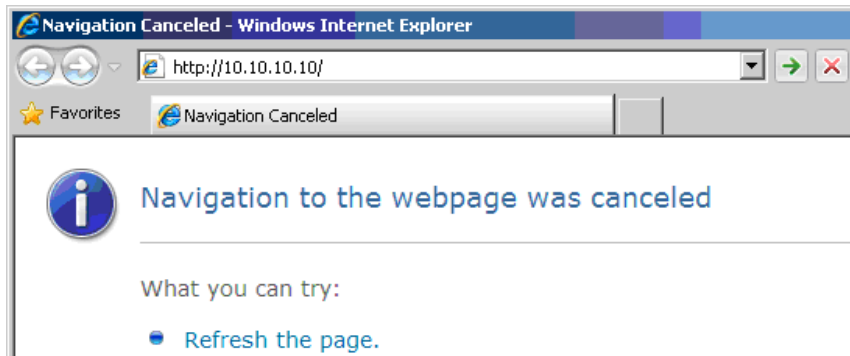 Navigation Canceled - Windows Internet Explorer
http://10.10.10.10/
Favorites
Navigation Canceled
Navigation to the webpage was canceled
What you can try:
Refresh the page.